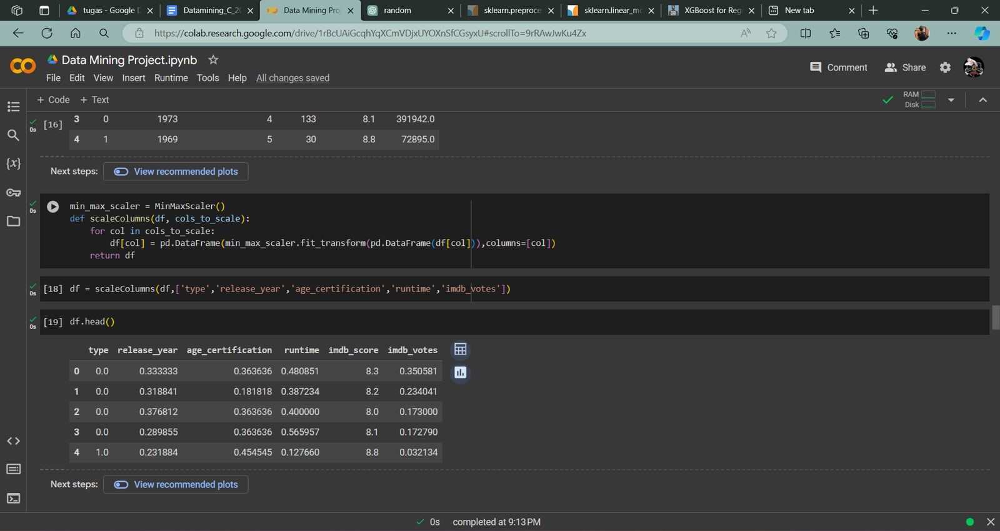 tugas - Google D
Datamining_C_20
Data Mining Proj
random
sklearn.preproce
sklearn.linear_mo
XGBoost for Reg
New tab
https://colab.research.google.com/drive/1rBcUAiGcqhYqXCmVDjxUYOXnSfCGsyxU#scrollTo=9rRAwJwKu4Zx
Data Mining Project.ipynb
Comment Share
File Edit View Insert Runtime Tools Help All changes saved
+ Code + Text
RAM
Disk
0s [16] 3 0 1973 4 133 8.1 391942.0
4 1 1969 5 30 8.8 72895.0
Next steps: View recommended plots
0s
min_max_scaler = MinMaxScaler()
def scaleColumns(df, cols_to_scale):
for col in cols_to_scale:
df[col] = pd.DataFrame(min_max_scaler.fit_transform(pd.DataFrame(df[col])),columns=[col])
return df
0s [18] df = scaleColumns(df,['type','release_year','age_certification','runtime','imdb_votes'])
0s [19] df.head()
type release_year age_certification runtime imdb_score imdb_votes
0 0.0 0.333333 0.363636 0.480851 8.3 0.350581
1 0.0 0.318841 0.181818 0.387234 8.2 0.234041
2 0.0 0.376812 0.363636 0.400000 8.0 0.173000
3 0.0 0.289855 0.363636 0.565957 8.1 0.172790
4 1.0 0.231884 0.454545 0.127660 8.8 0.032134
Next steps: View recommended plots
0s completed at 9:13 PM